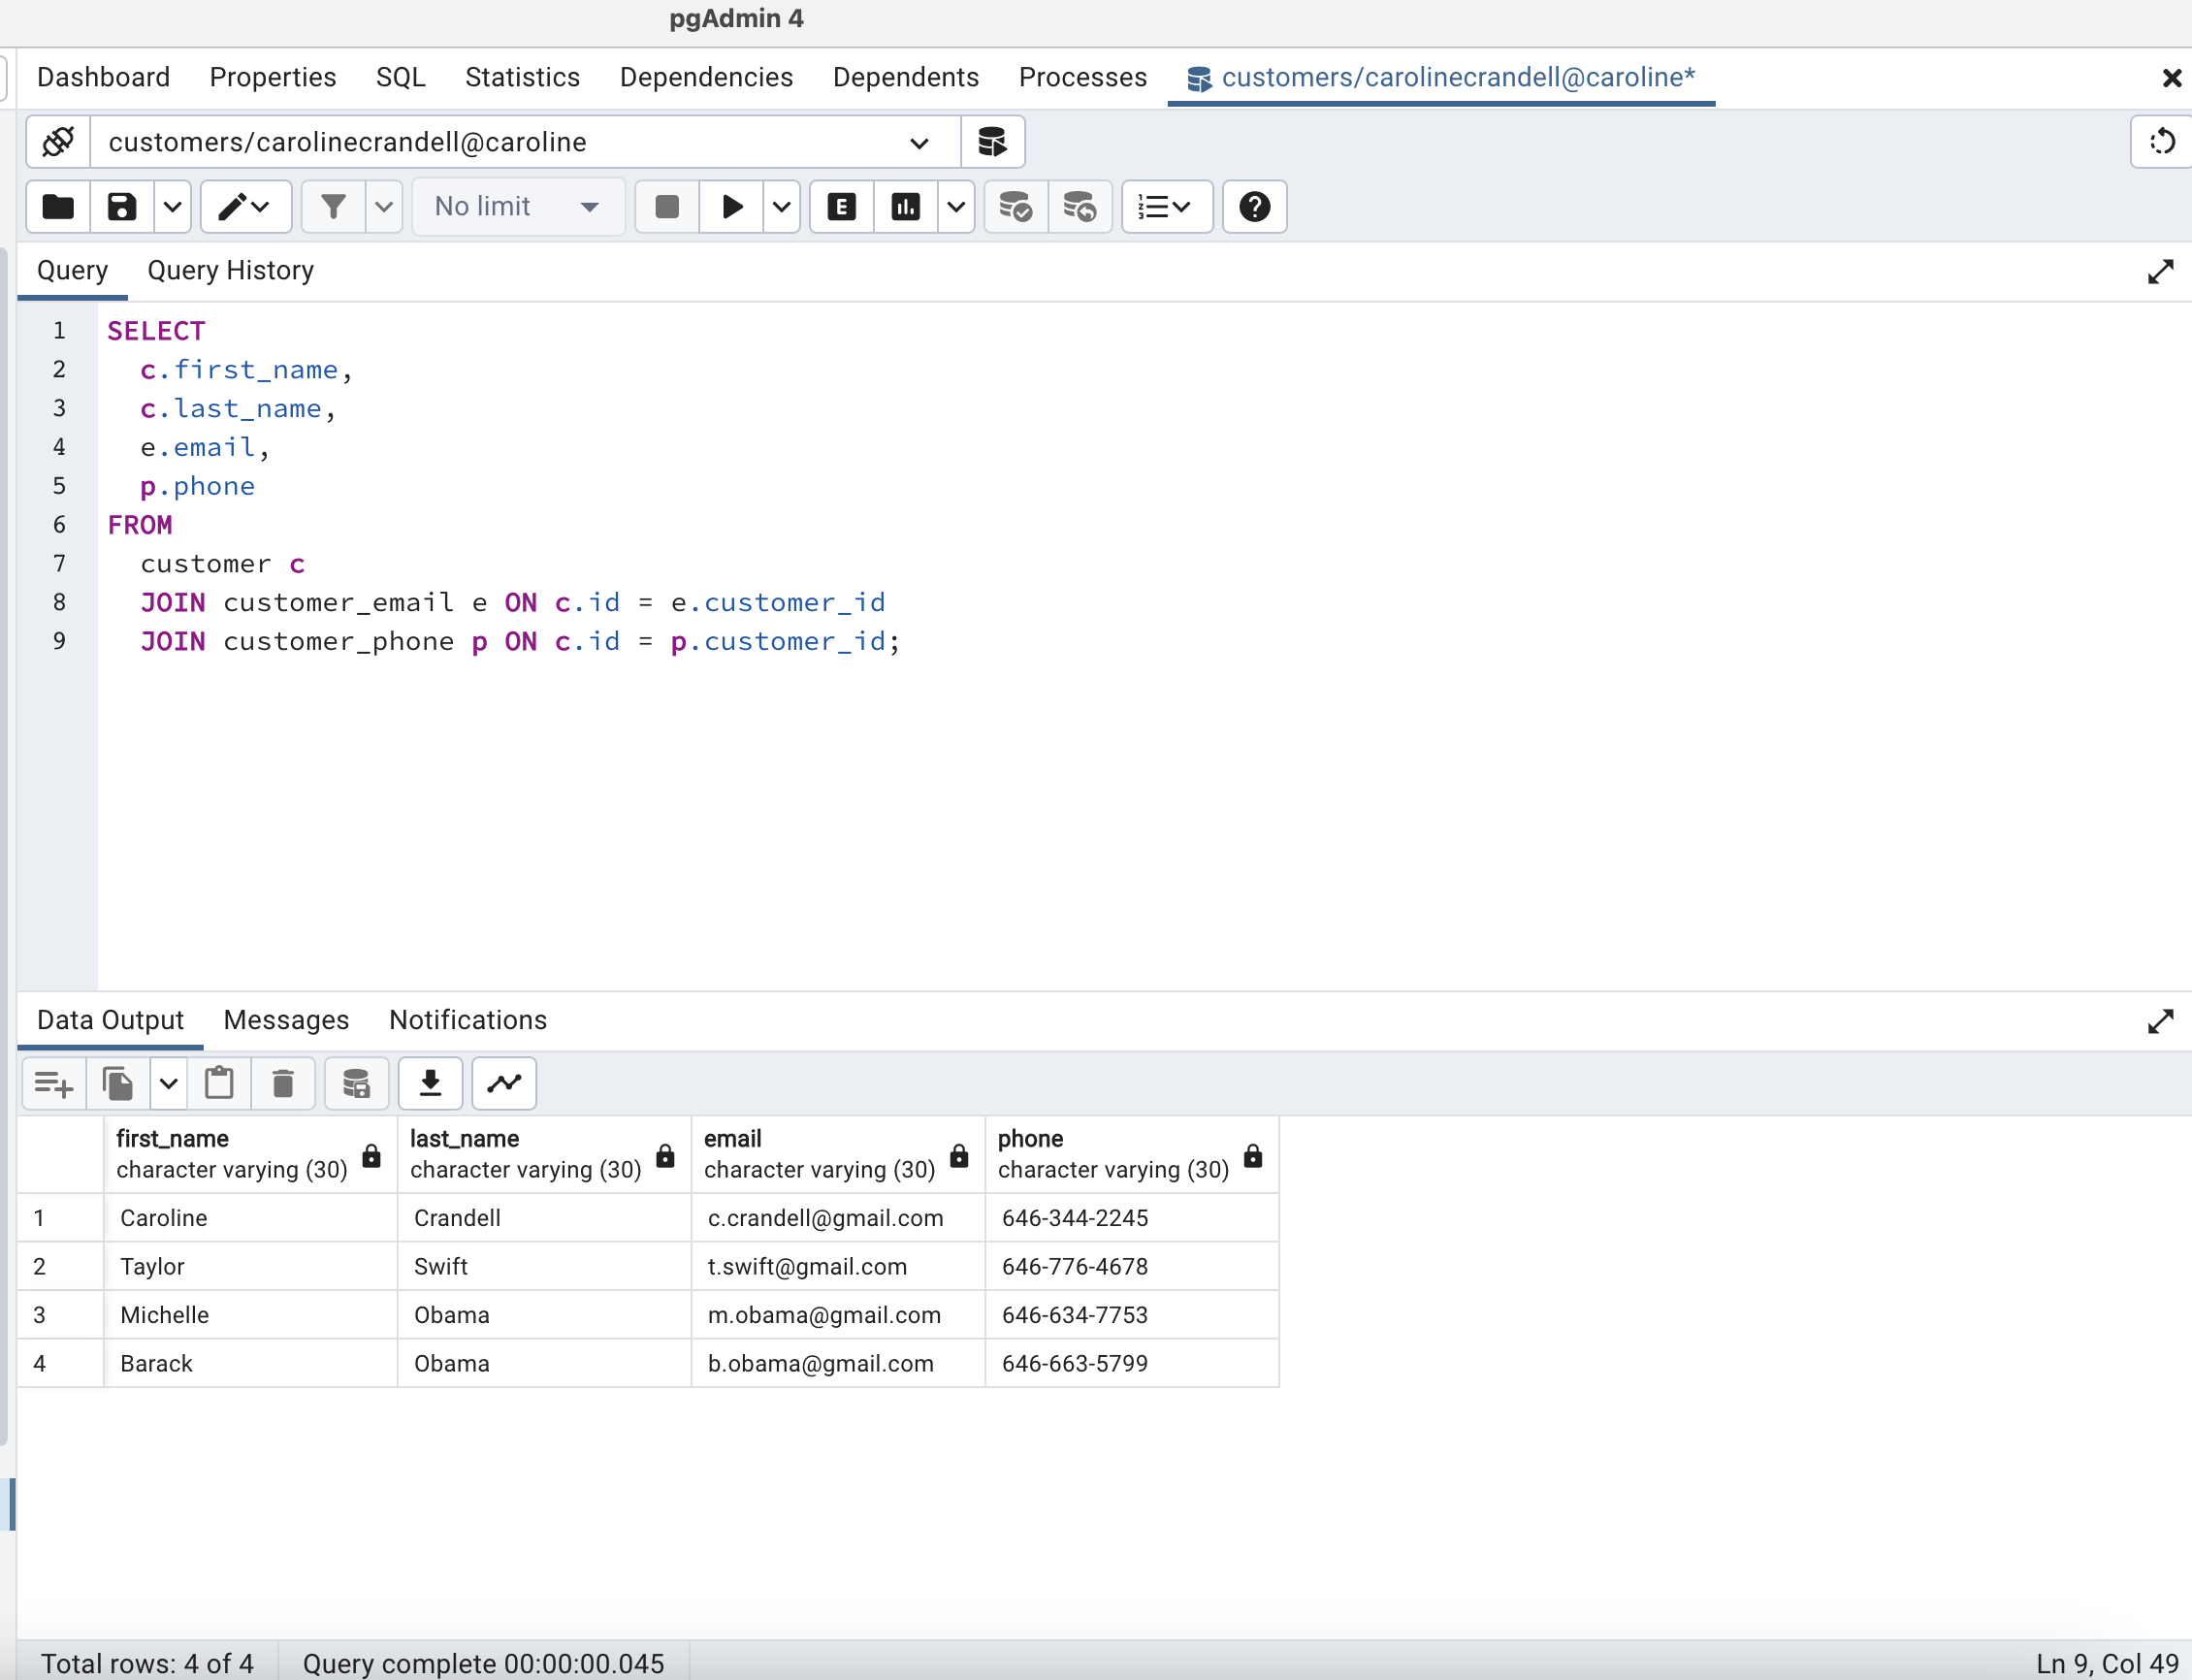 pgAdmin 4
Dashboard Properties SQL Statistics Dependencies Dependents Processes customers/carolinecrandell@caroline*
customers/carolinecrandell@caroline
No limit E
Query Query History
1 SELECT
2 c.first_name,
3 c.last_name,
4 e.email,
5 p.phone
6 FROM
7 customer c
8 JOIN customer_email e ON c.id = e.customer_id
9 JOIN customer_phone p ON c.id = p.customer_id;
Data Output Messages Notifications
first_name last_name email phone
character varying (30) character varying (30) character varying (30) character varying (30)
1 Caroline Crandell c.crandell@gmail.com 646-344-2245
2 Taylor Swift t.swift@gmail.com 646-776-4678
3 Michelle Obama m.obama@gmail.com 646-634-7753
4 Barack Obama b.obama@gmail.com 646-663-5799
Total rows: 4 of 4 Query complete 00:00:00.045 Ln 9, Col 49